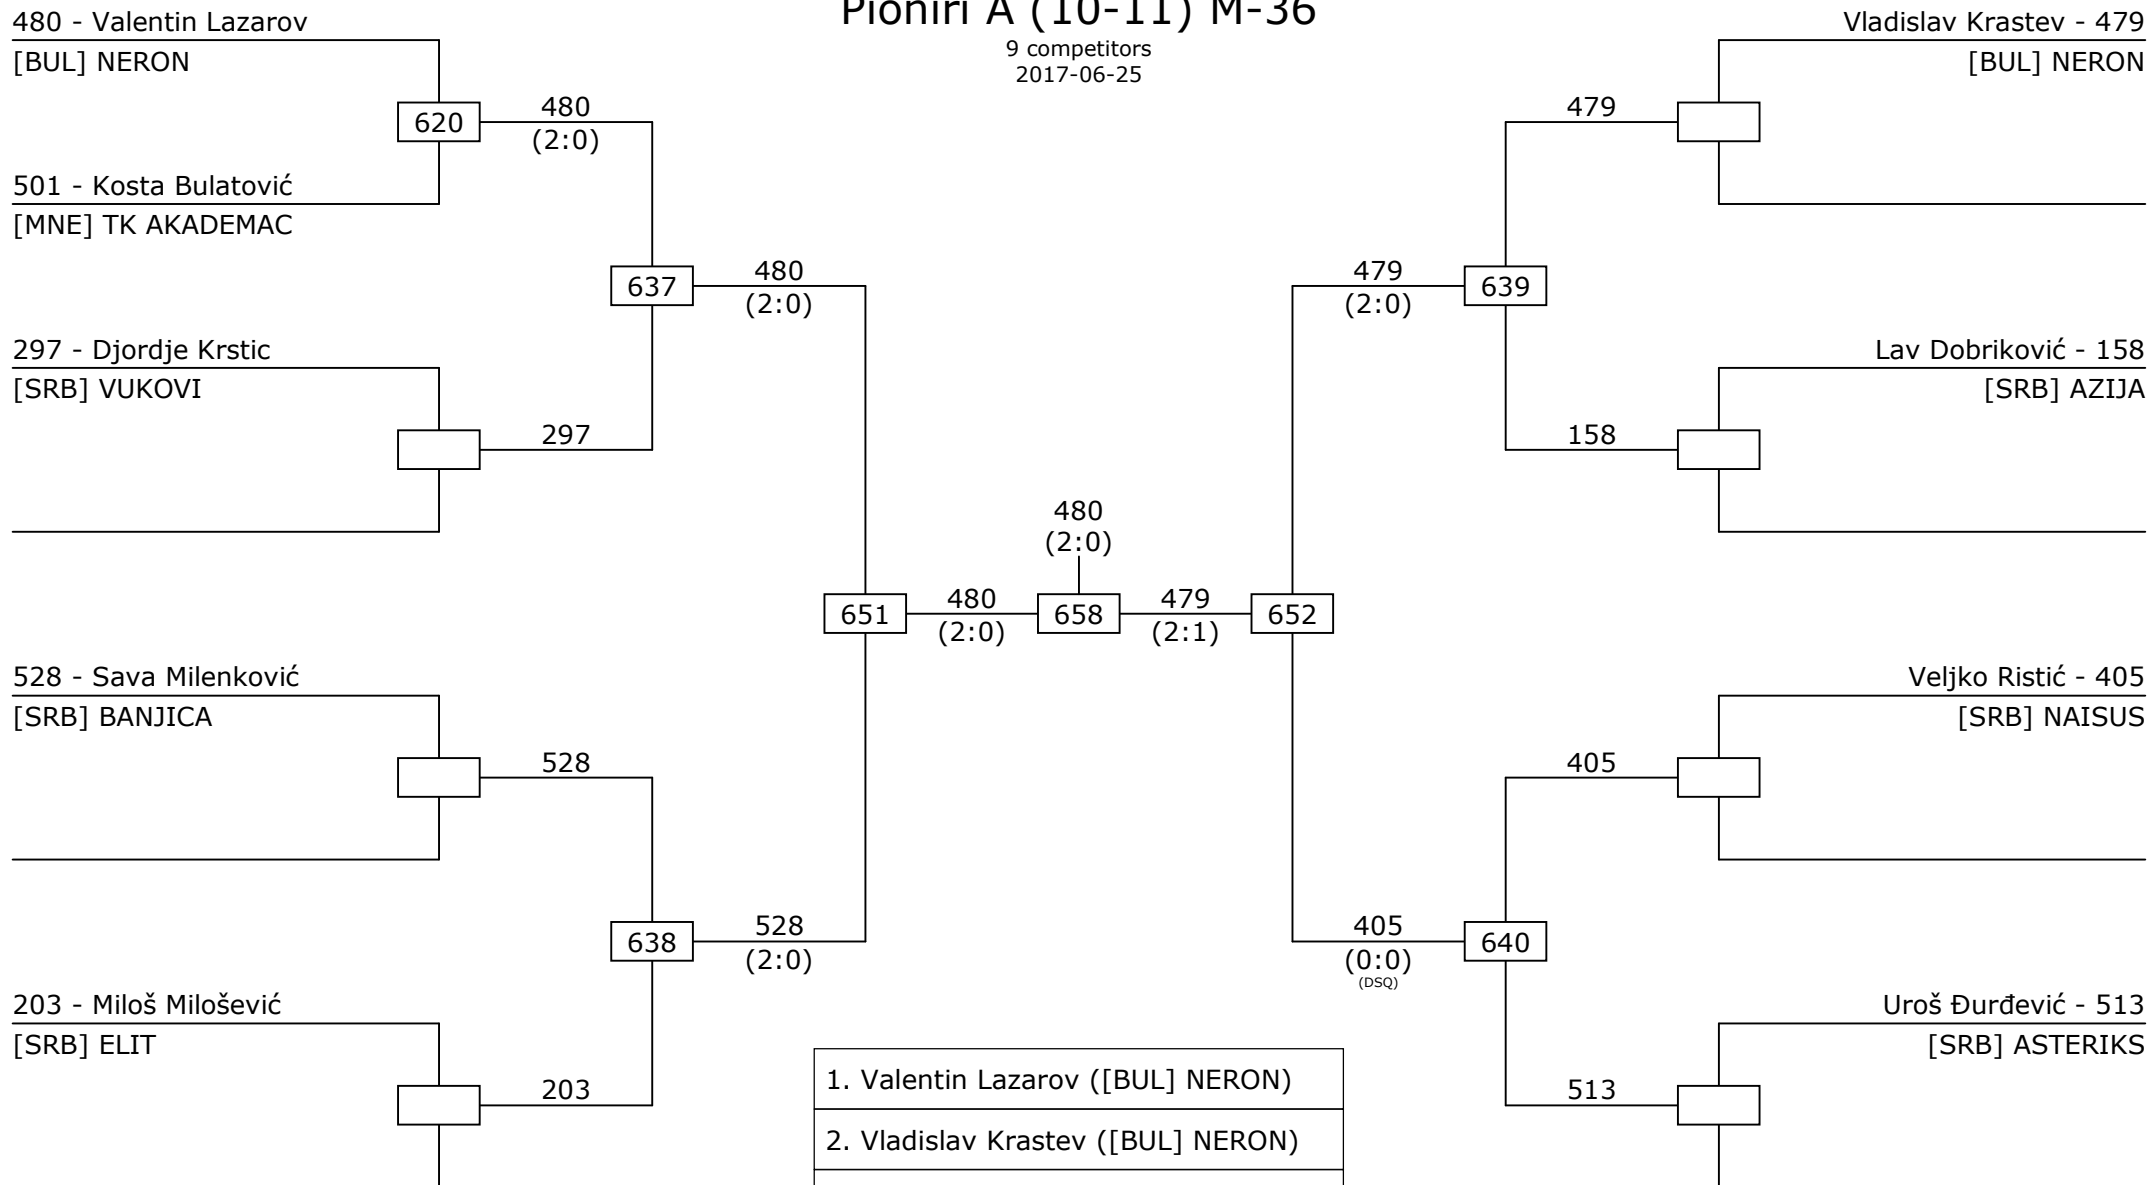 Pioniri A (10-11) M-36
9 competitors
2017-06-25
480 - Valentin Lazarov
[BUL] NERON
620
480
(2:0)
501 - Kosta Bulatović
[MNE] TK AKADEMAC
637
480
(2:0)
297 - Djordje Krstic
[SRB] VUKOVI
297
528 - Sava Milenković
[SRB] BANJICA
528
638
528
(2:0)
203 - Miloš Milošević
[SRB] ELIT
203
651
480
(2:0)
480
(2:0)
658
479
(2:1)
652
Vladislav Krastev - 479
[BUL] NERON
479
479
(2:0)
639
Lav Dobriković - 158
[SRB] AZIJA
158
Veljko Ristić - 405
[SRB] NAISUS
405
405
(0:0)
(DSQ)
640
Uroš Đurđević - 513
[SRB] ASTERIKS
513
1. Valentin Lazarov ([BUL] NERON)
2. Vladislav Krastev ([BUL] NERON)